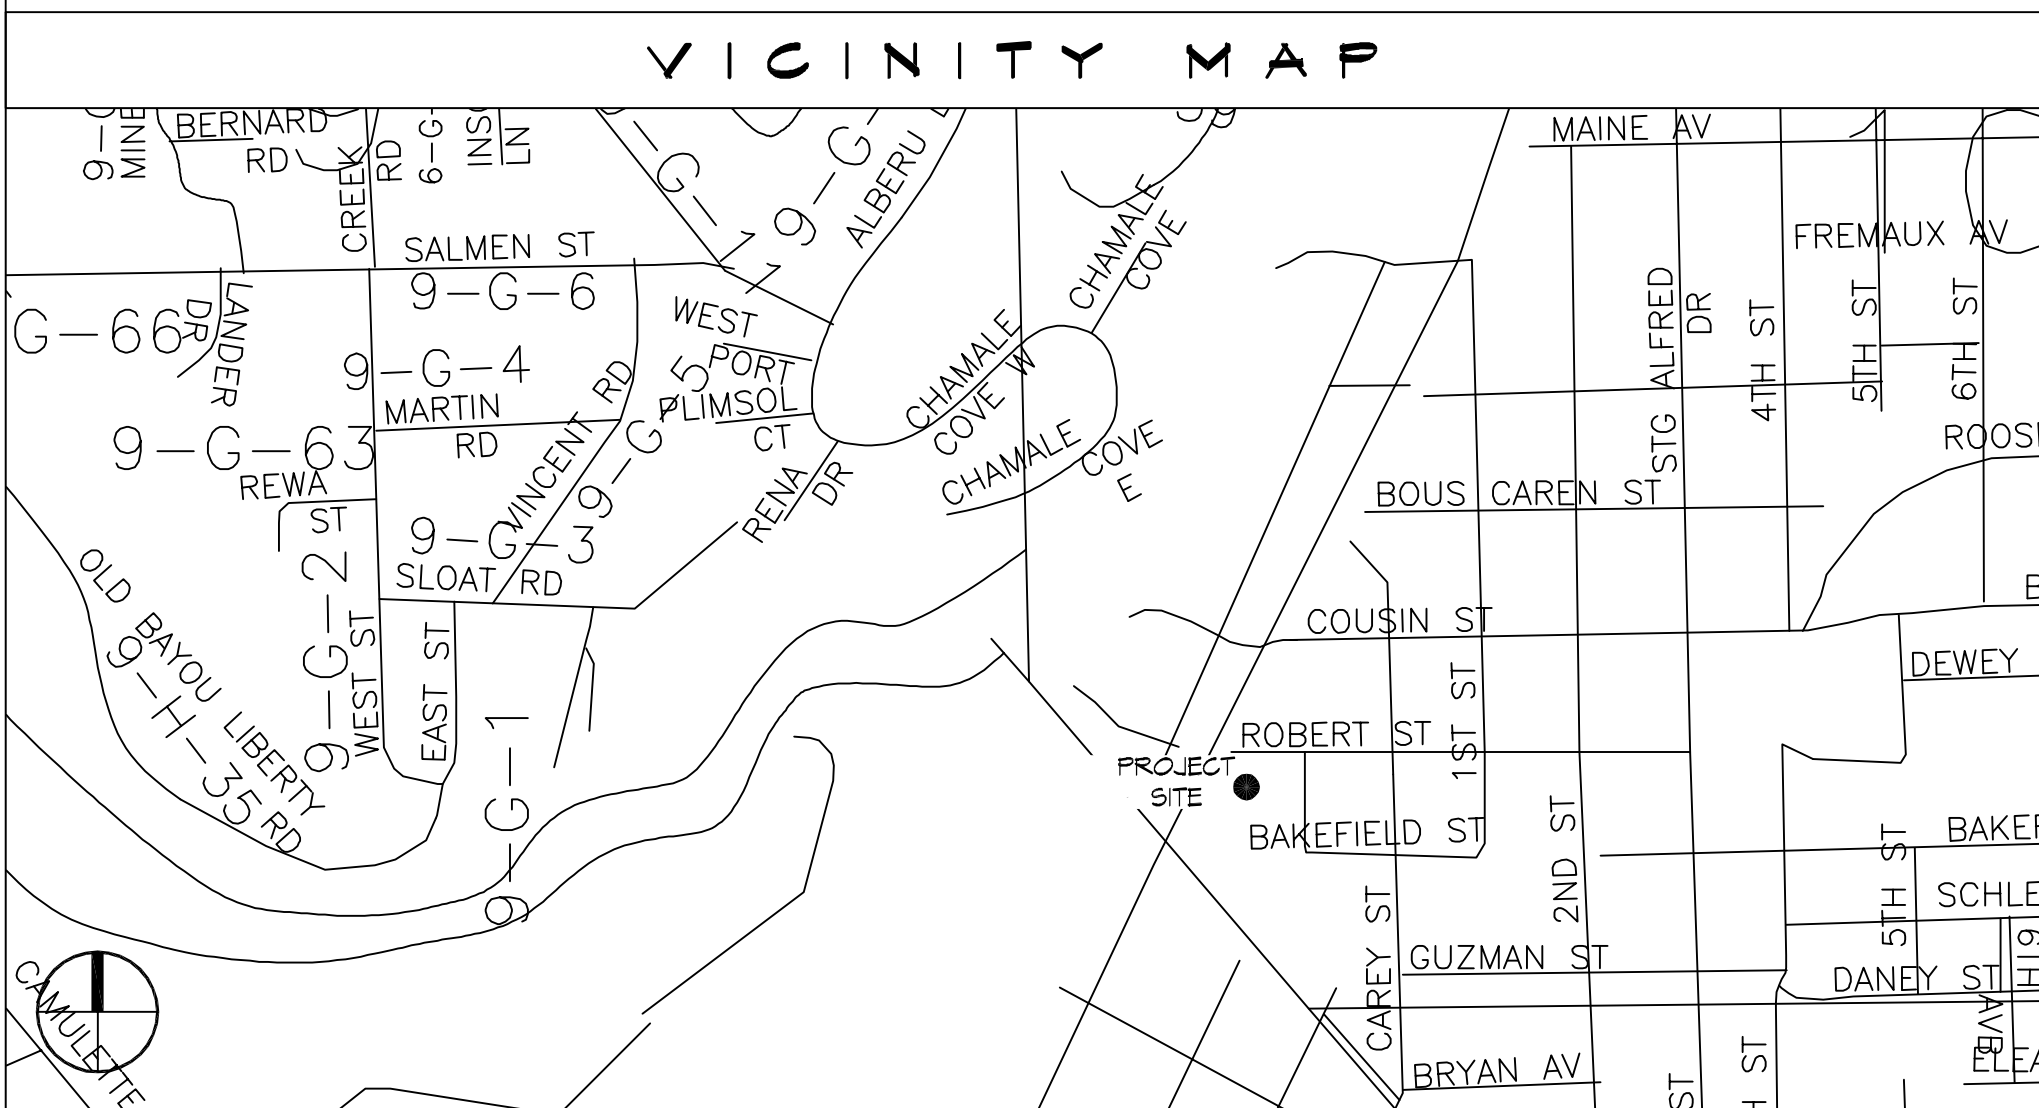 VICINITY MAP
BERNARD
RD
CREEK
RD
LN
SALMEN ST
9-G-6
LANDER
DR
9-G-4
MARTIN
RD
9-G-63
REWA
ST
VINCENT RD
9-G-5
9-G-3
SLOAT RD
9-G-2
WEST ST
EAST ST
9-G-1
OLD BAYOU LIBERTY RD
9-H-35
WEST
PORT
PLIMSOL
CT
RENA
DR
CHAMALE
COVE
CHAMALE
COVE W
CHAMALE
COVE
E
MAINE AV
FREMAUX AV
STG ALFRED
DR
4TH ST
5TH ST
6TH ST
BOUS CAREN ST
COUSIN ST
DEWEY
ROBERT ST
1ST ST
PROJECT
SITE
BAKEFIELD ST
2ND ST
CAREY ST
5TH ST
GUZMAN ST
DANEY ST
BRYAN AV
CAMULETTE